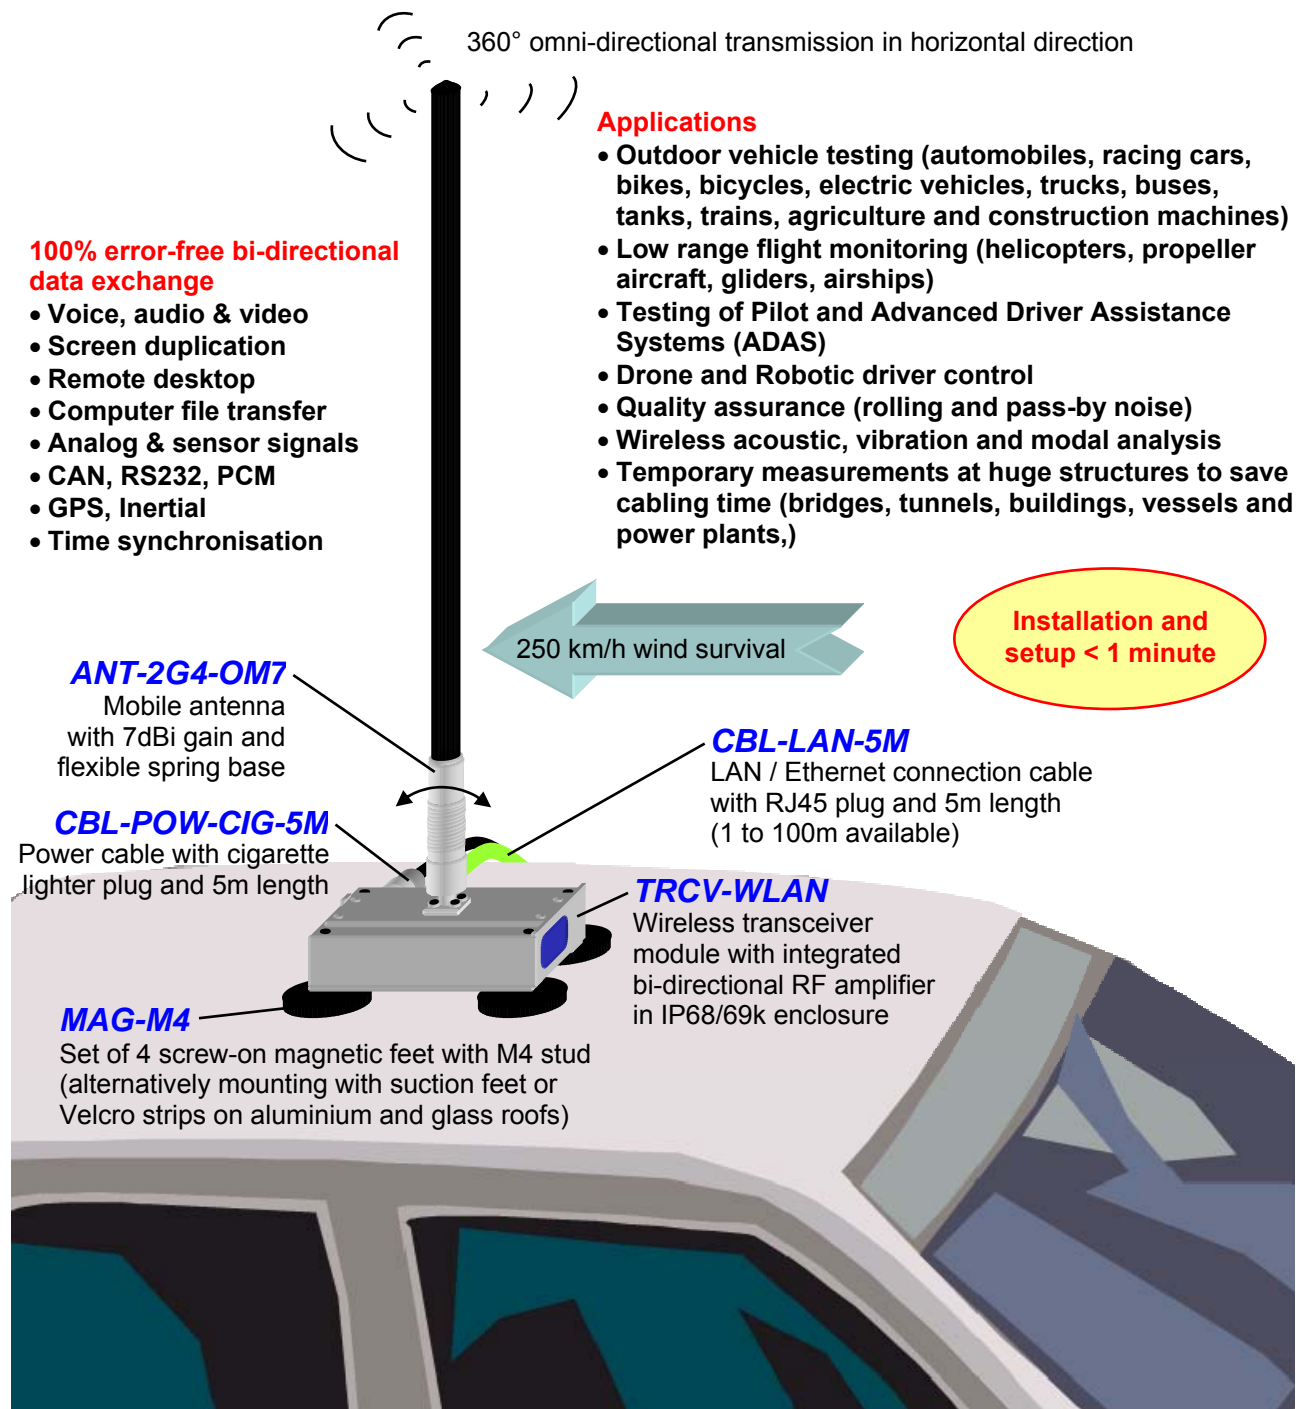 360° omni-directional transmission in horizontal direction
Applications
• Outdoor vehicle testing (automobiles, racing cars,
bikes, bicycles, electric vehicles, trucks, buses,
tanks, trains, agriculture and construction machines)
• Low range flight monitoring (helicopters, propeller
aircraft, gliders, airships)
• Testing of Pilot and Advanced Driver Assistance
Systems (ADAS)
• Drone and Robotic driver control
• Quality assurance (rolling and pass-by noise)
• Wireless acoustic, vibration and modal analysis
• Temporary measurements at huge structures to save
cabling time (bridges, tunnels, buildings, vessels and
power plants,)
100% error-free bi-directional
data exchange
• Voice, audio & video
• Screen duplication
• Remote desktop
• Computer file transfer
• Analog & sensor signals
• CAN, RS232, PCM
• GPS, Inertial
• Time synchronisation
250 km/h wind survival
Installation and
setup < 1 minute
ANT-2G4-OM7
Mobile antenna
with 7dBi gain and
flexible spring base
CBL-LAN-5M
LAN / Ethernet connection cable
with RJ45 plug and 5m length
(1 to 100m available)
CBL-POW-CIG-5M
Power cable with cigarette
lighter plug and 5m length
TRCV-WLAN
Wireless transceiver
module with integrated
bi-directional RF amplifier
in IP68/69k enclosure
MAG-M4
Set of 4 screw-on magnetic feet with M4 stud
(alternatively mounting with suction feet or
Velcro strips on aluminium and glass roofs)